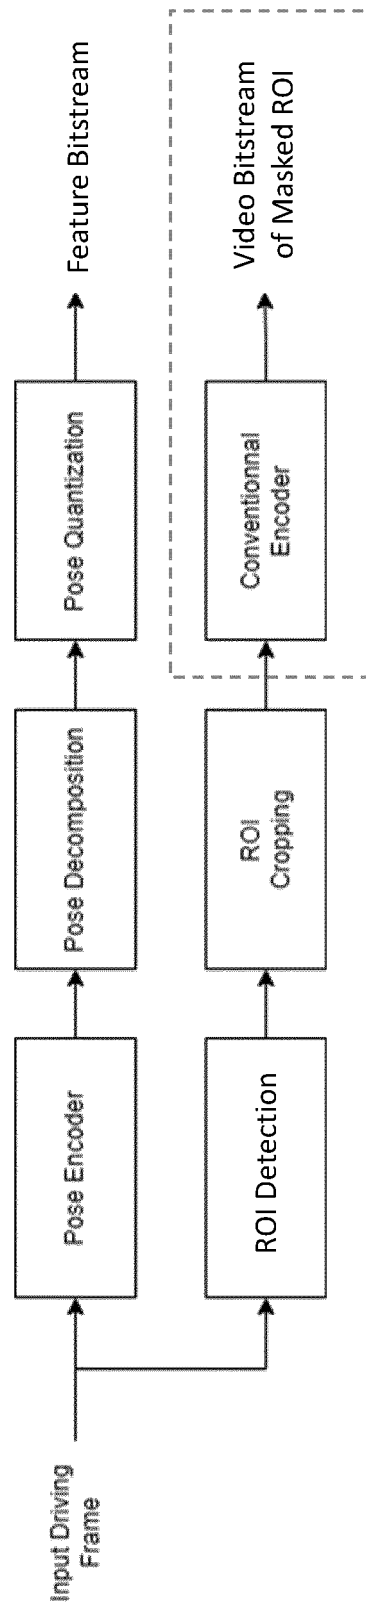 Input Driving
Frame
Pose Encoder
Pose Decomposition
Pose Quantization
Feature Bitstream
ROI Detection
ROI
Cropping
Conventionnal
Encoder
Video Bitstream
of Masked ROI